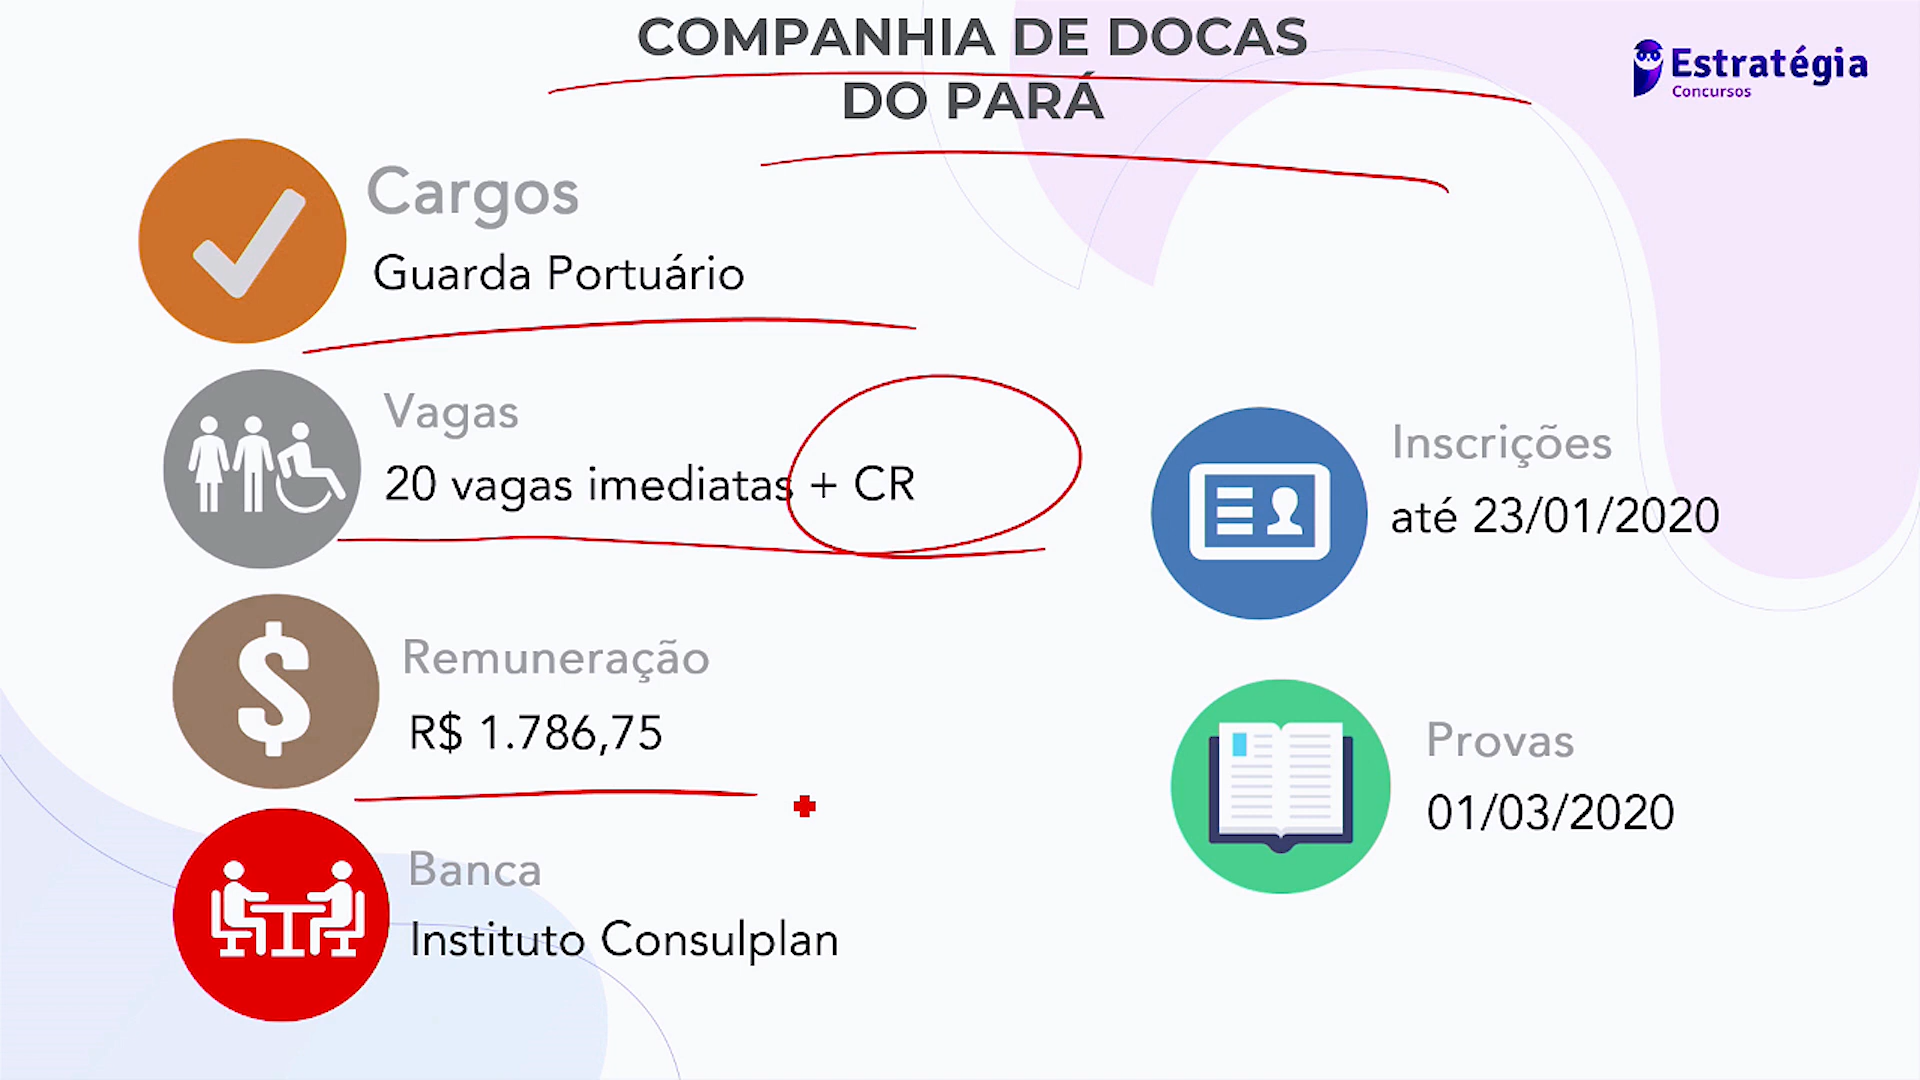 COMPANHIA DE DOCAS
DO PARÁ
Estratégia
Concursos
Cargos
Guarda Portuário
Vagas
20 vagas imediatas + CR
Remuneração
R$ 1.786,75
Banca
Instituto Consulplan
Inscrições
até 23/01/2020
Provas
01/03/2020